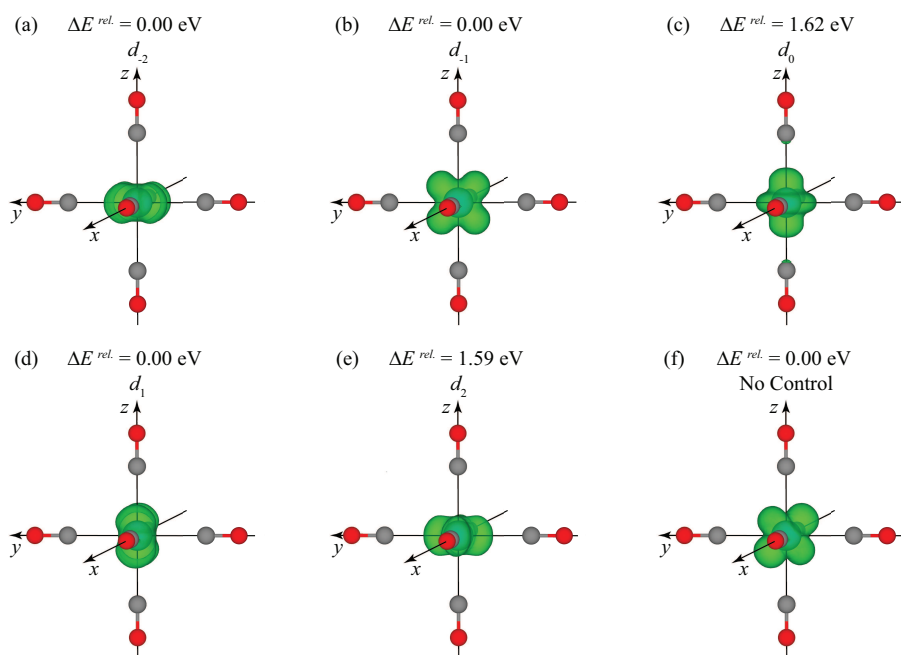 (a) ΔE rel. = 0.00 eV
d-2
z
y
x
(b) ΔE rel. = 0.00 eV
d-1
z
y
x
(c) ΔE rel. = 1.62 eV
d0
z
y
x
(d) ΔE rel. = 0.00 eV
d1
z
y
x
(e) ΔE rel. = 1.59 eV
d2
z
y
x
(f) ΔE rel. = 0.00 eV
No Control
z
y
x